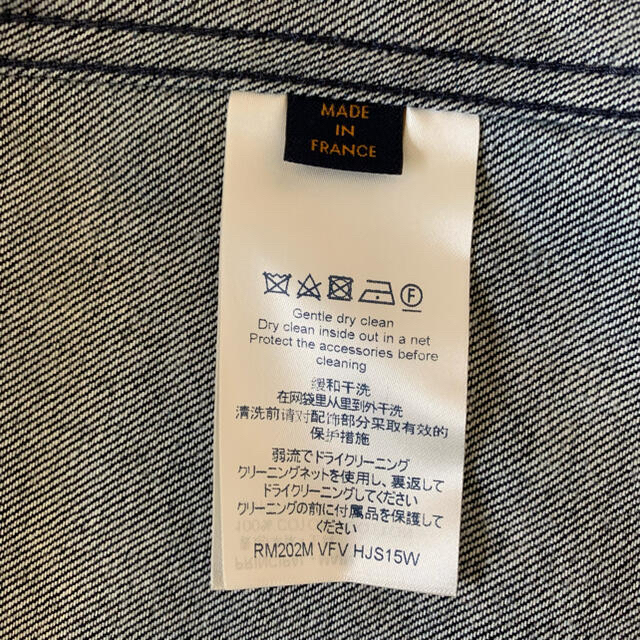 MADE
IN
FRANCE
F
Gentle dry clean
Dry clean inside out in a net
Protect the accessories before
cleaning
缓和干洗
在网袋里从里到外干洗
清洗前请对配饰部分采取有效的
保护措施
弱流でドライクリーニング
クリーニングネットを使用し、裏返して
ドライクリーニングしてください
クリーニングの前に付属品を保護して
ください
RM202M VFV HJS15W